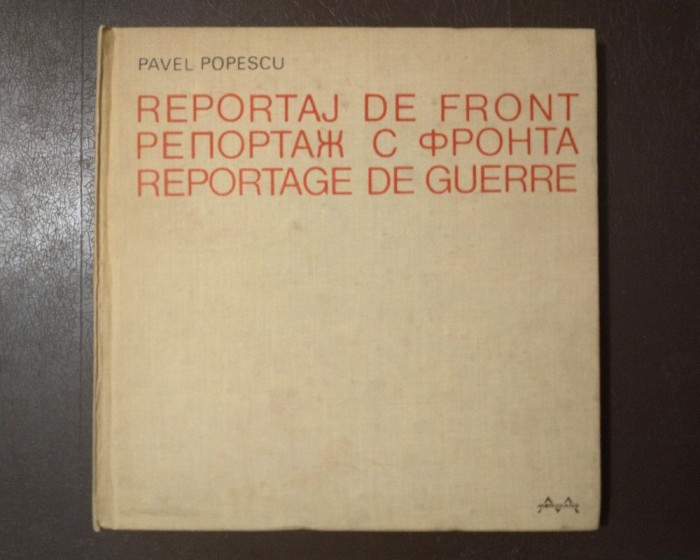 PAVEL POPESCU
REPORTAJ DE FRONT
РЕПОРТАЖ С ФРОНТА
REPORTAGE DE GUERRE